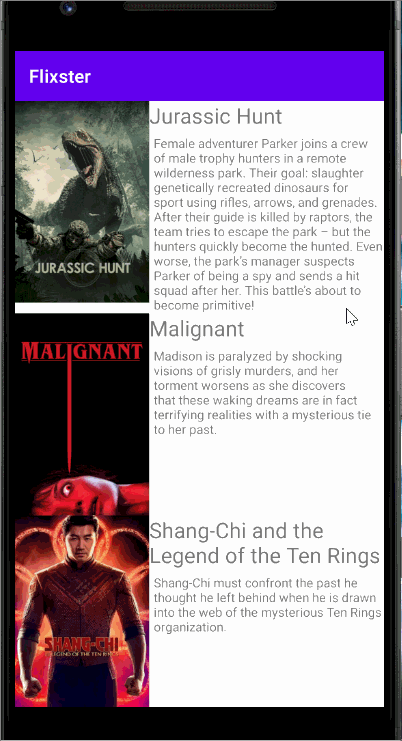 Flixster
JURASSIC HUNT
Jurassic Hunt
Female adventurer Parker joins a crew
of male trophy hunters in a remote
wilderness park. Their goal: slaughter
genetically recreated dinosaurs for
sport using rifles, arrows, and grenades.
After their guide is killed by raptors, the
team tries to escape the park – but the
hunters quickly become the hunted. Even
worse, the park's manager suspects
Parker of being a spy and sends a hit
squad after her. This battle's about to
become primitive!
MALIGNANT
Malignant
Madison is paralyzed by shocking
visions of grisly murders, and her
torment worsens as she discovers
that these waking dreams are in fact
terrifying realities with a mysterious tie
to her past.
SHANG-CHI
LEGEND OF THE TEN RINGS
Shang-Chi and the
Legend of the Ten Rings
Shang-Chi must confront the past he
thought he left behind when he is drawn
into the web of the mysterious Ten Rings
organization.